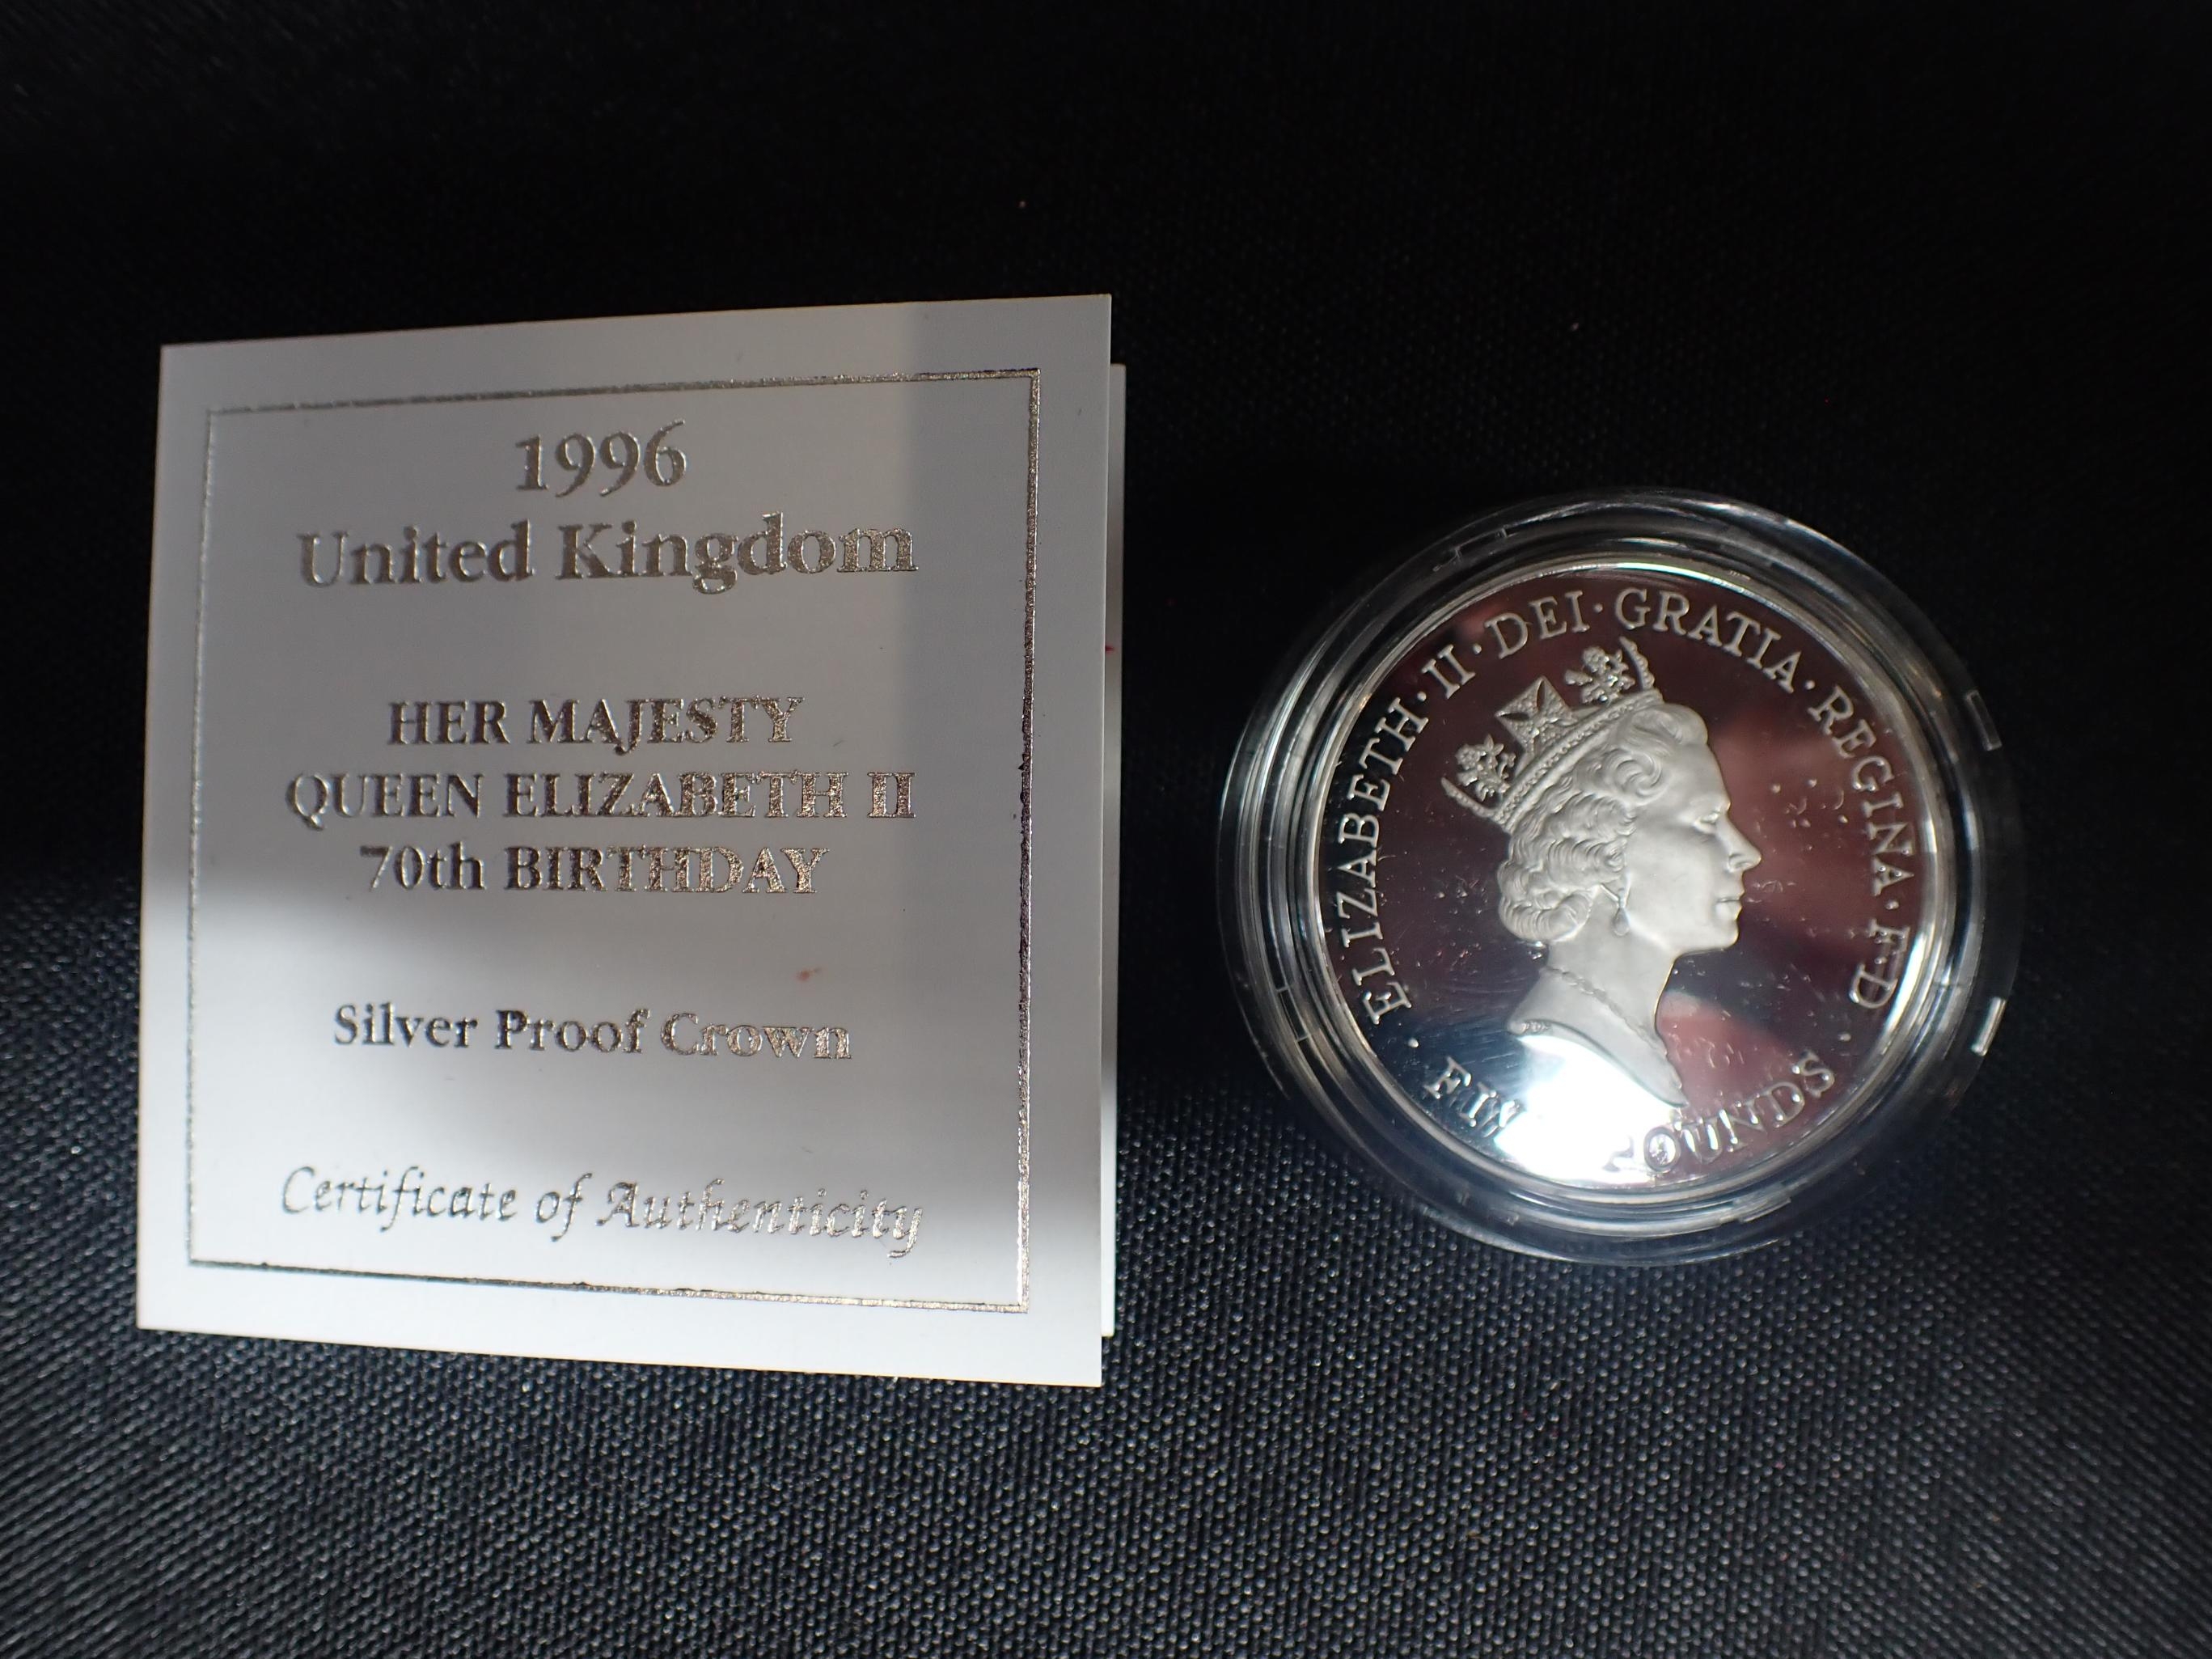 1996
United Kingdom
HER MAJESTY
QUEEN ELIZABETH II
70th BIRTHDAY
Silver Proof Crown
Certificate of Authenticity
ELIZABETH · II · DEI · GRATIA · REGINA · F · D ·
POUNDS